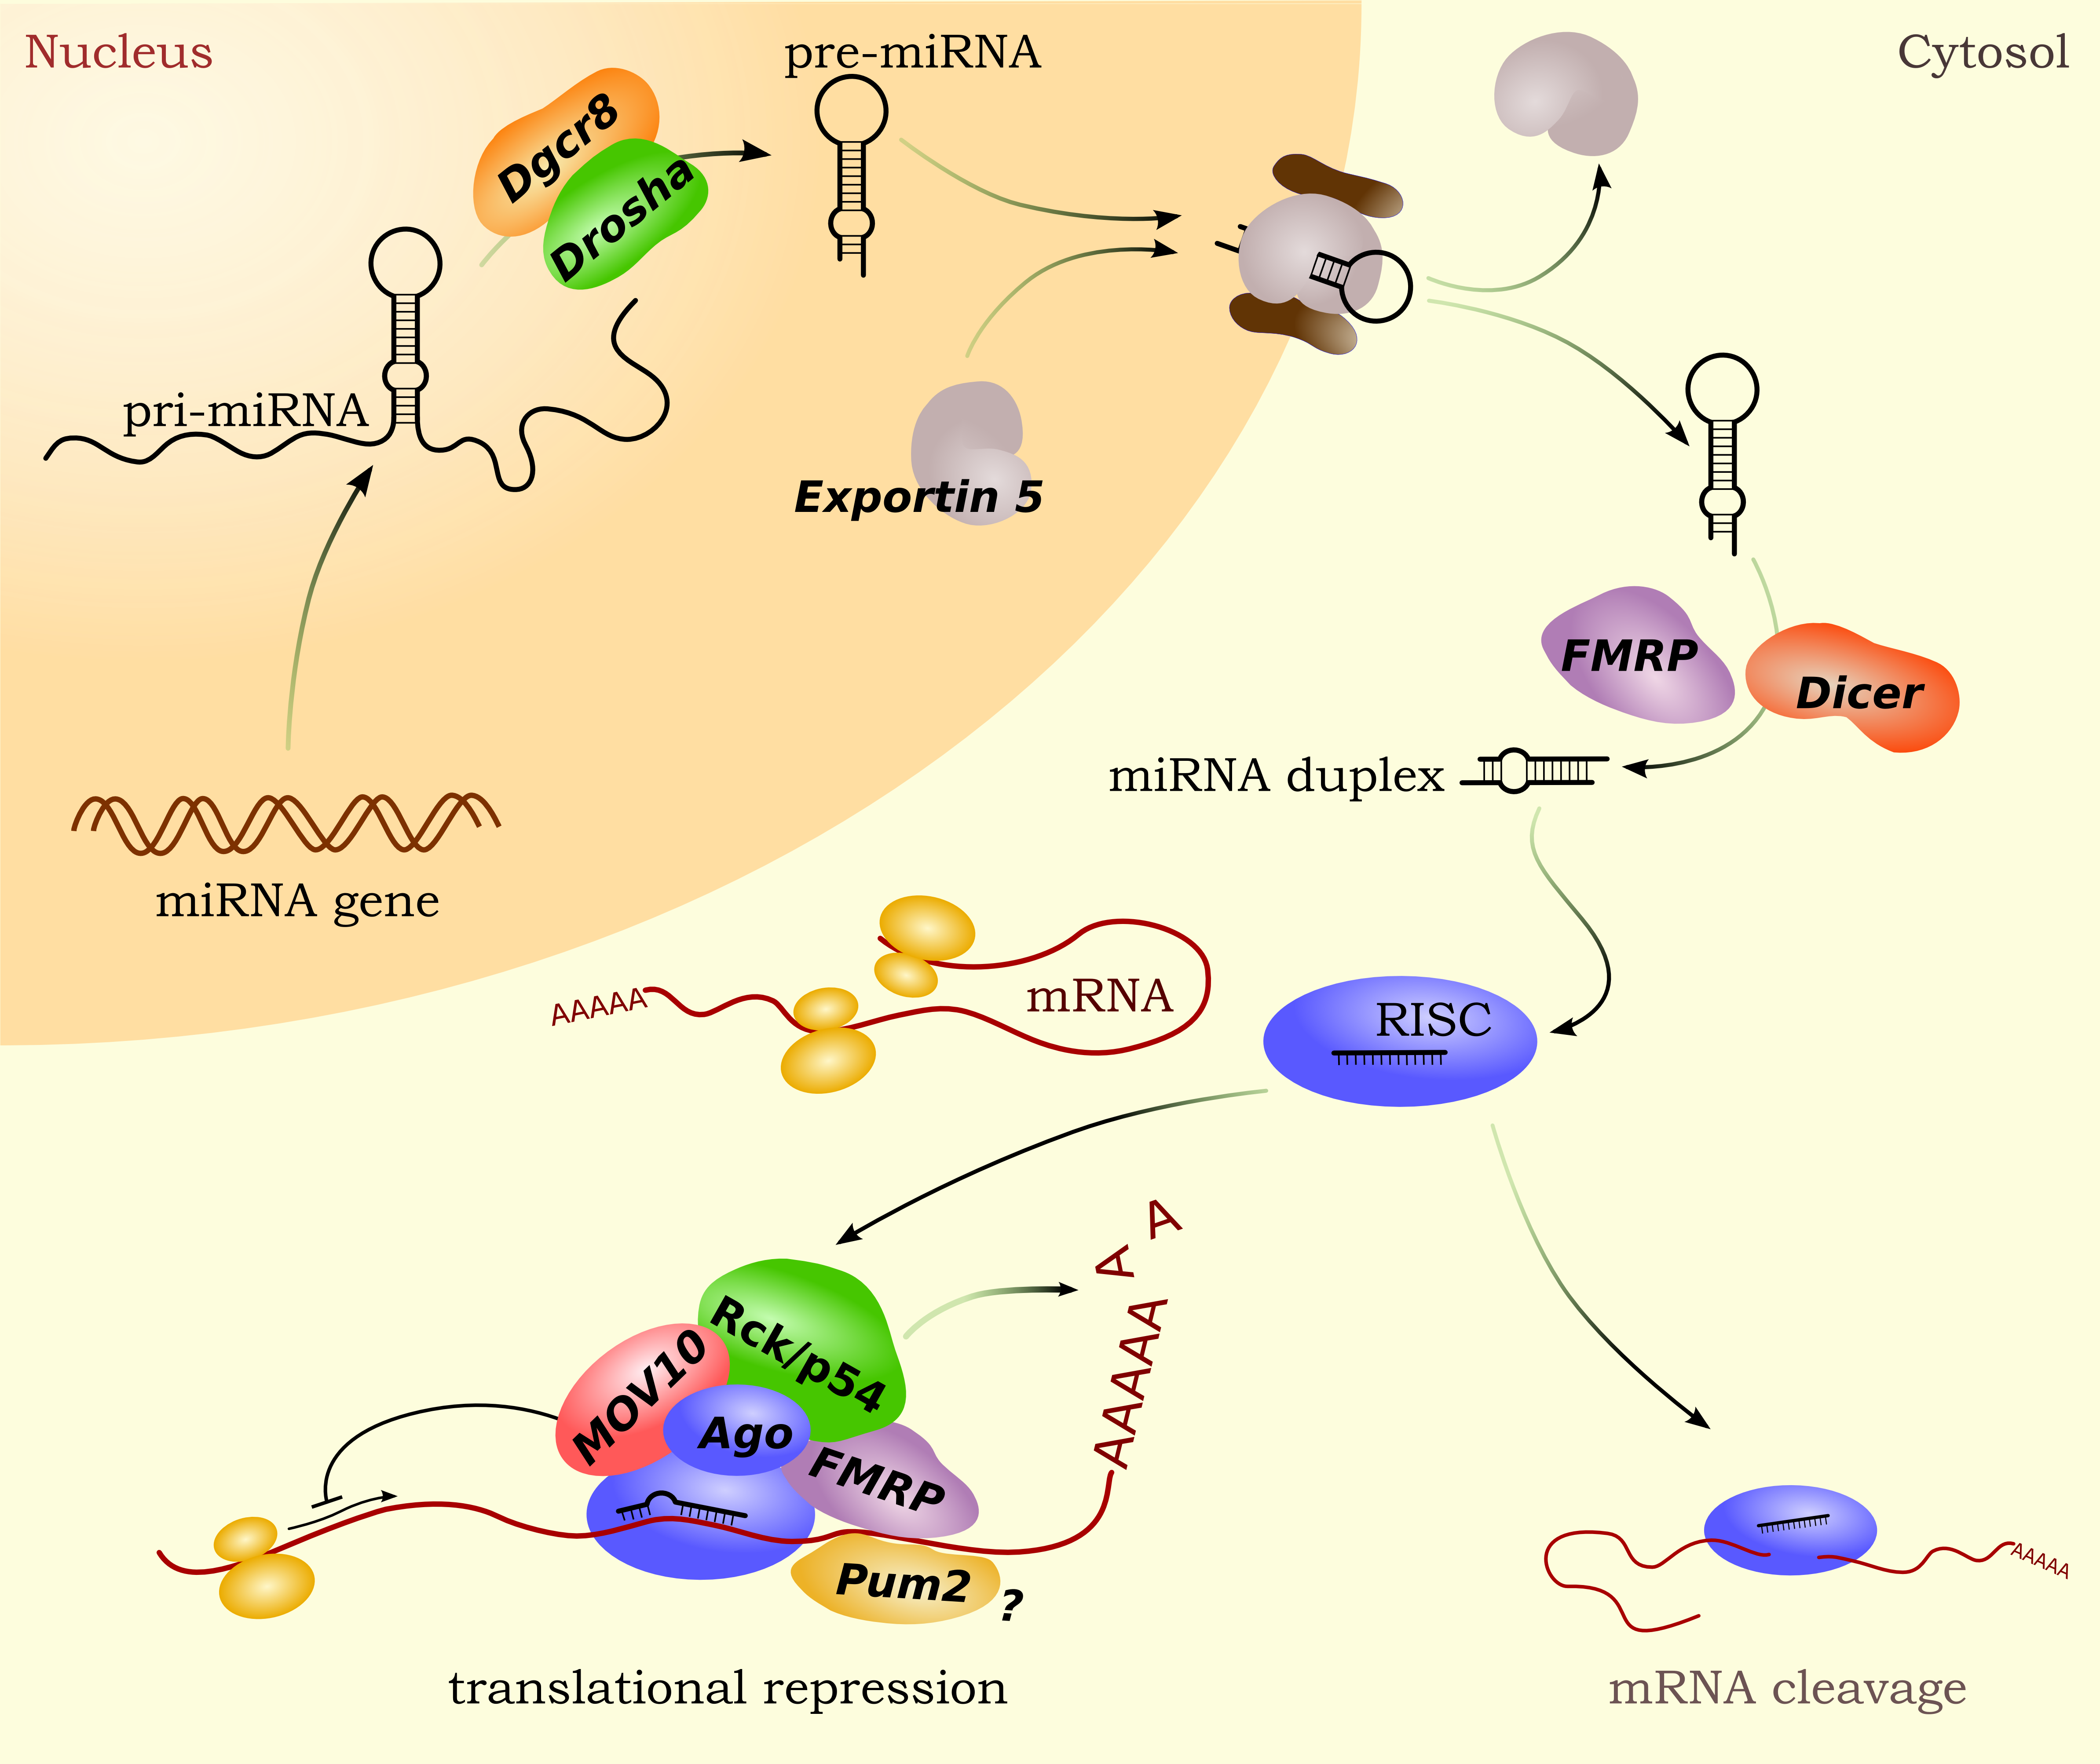 Nucleus
pre-miRNA
Cytosol
Dgcr8
Drosha
pri-miRNA
Exportin 5
FMRP
Dicer
miRNA duplex
miRNA gene
mRNA
AAAAA
RISC
A
A
AAAAA
Rck/p54
MOV10
Ago
FMRP
Pum2
?
AAAAA
translational repression
mRNA cleavage